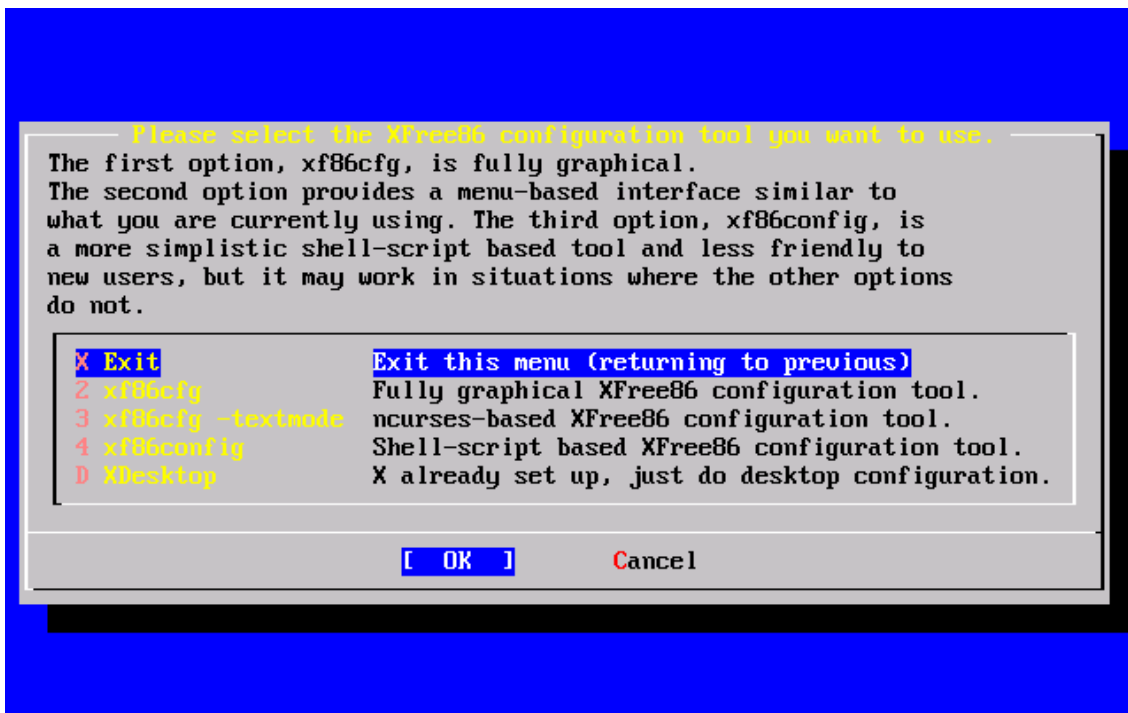 Please select the XFree86 configuration tool you want to use.
The first option, xf86cfg, is fully graphical.
The second option provides a menu-based interface similar to
what you are currently using. The third option, xf86config, is
a more simplistic shell-script based tool and less friendly to
new users, but it may work in situations where the other options
do not.
X Exit Exit this menu (returning to previous)
2 xf86cfg Fully graphical XFree86 configuration tool.
3 xf86cfg -textmode ncurses-based XFree86 configuration tool.
4 xf86config Shell-script based XFree86 configuration tool.
D XDesktop X already set up, just do desktop configuration.
[ OK ] Cancel